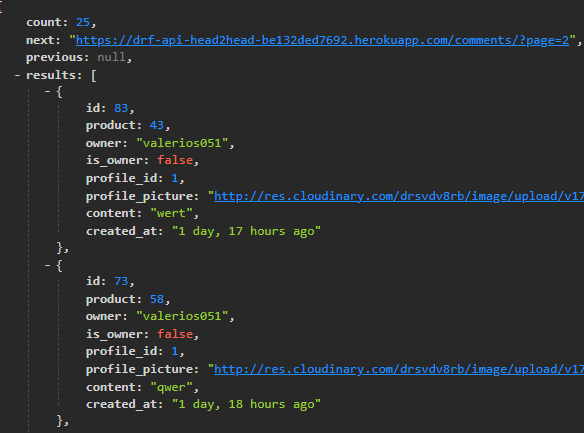 {
count: 25,
next: "https://drf-api-head2head-be132ded7692.herokuapp.com/comments/?page=2",
previous: null,
- results: [
- {
id: 83,
product: 43,
owner: "valerios051",
is_owner: false,
profile_id: 1,
profile_picture: "http://res.cloudinary.com/drsvdv8rb/image/upload/v17
content: "wert",
created_at: "1 day, 17 hours ago"
},
- {
id: 73,
product: 58,
owner: "valerios051",
is_owner: false,
profile_id: 1,
profile_picture: "http://res.cloudinary.com/drsvdv8rb/image/upload/v17
content: "qwer",
created_at: "1 day, 18 hours ago"
},